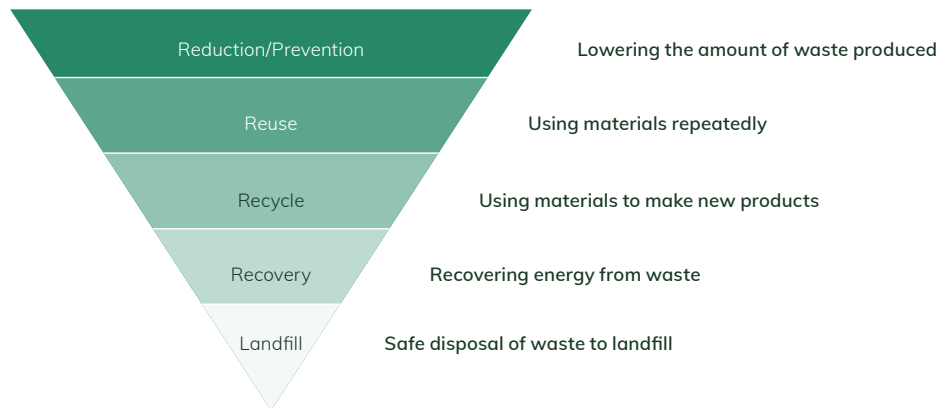 Reduction/Prevention
Lowering the amount of waste produced
Reuse
Using materials repeatedly
Recycle
Using materials to make new products
Recovery
Recovering energy from waste
Landfill
Safe disposal of waste to landfill